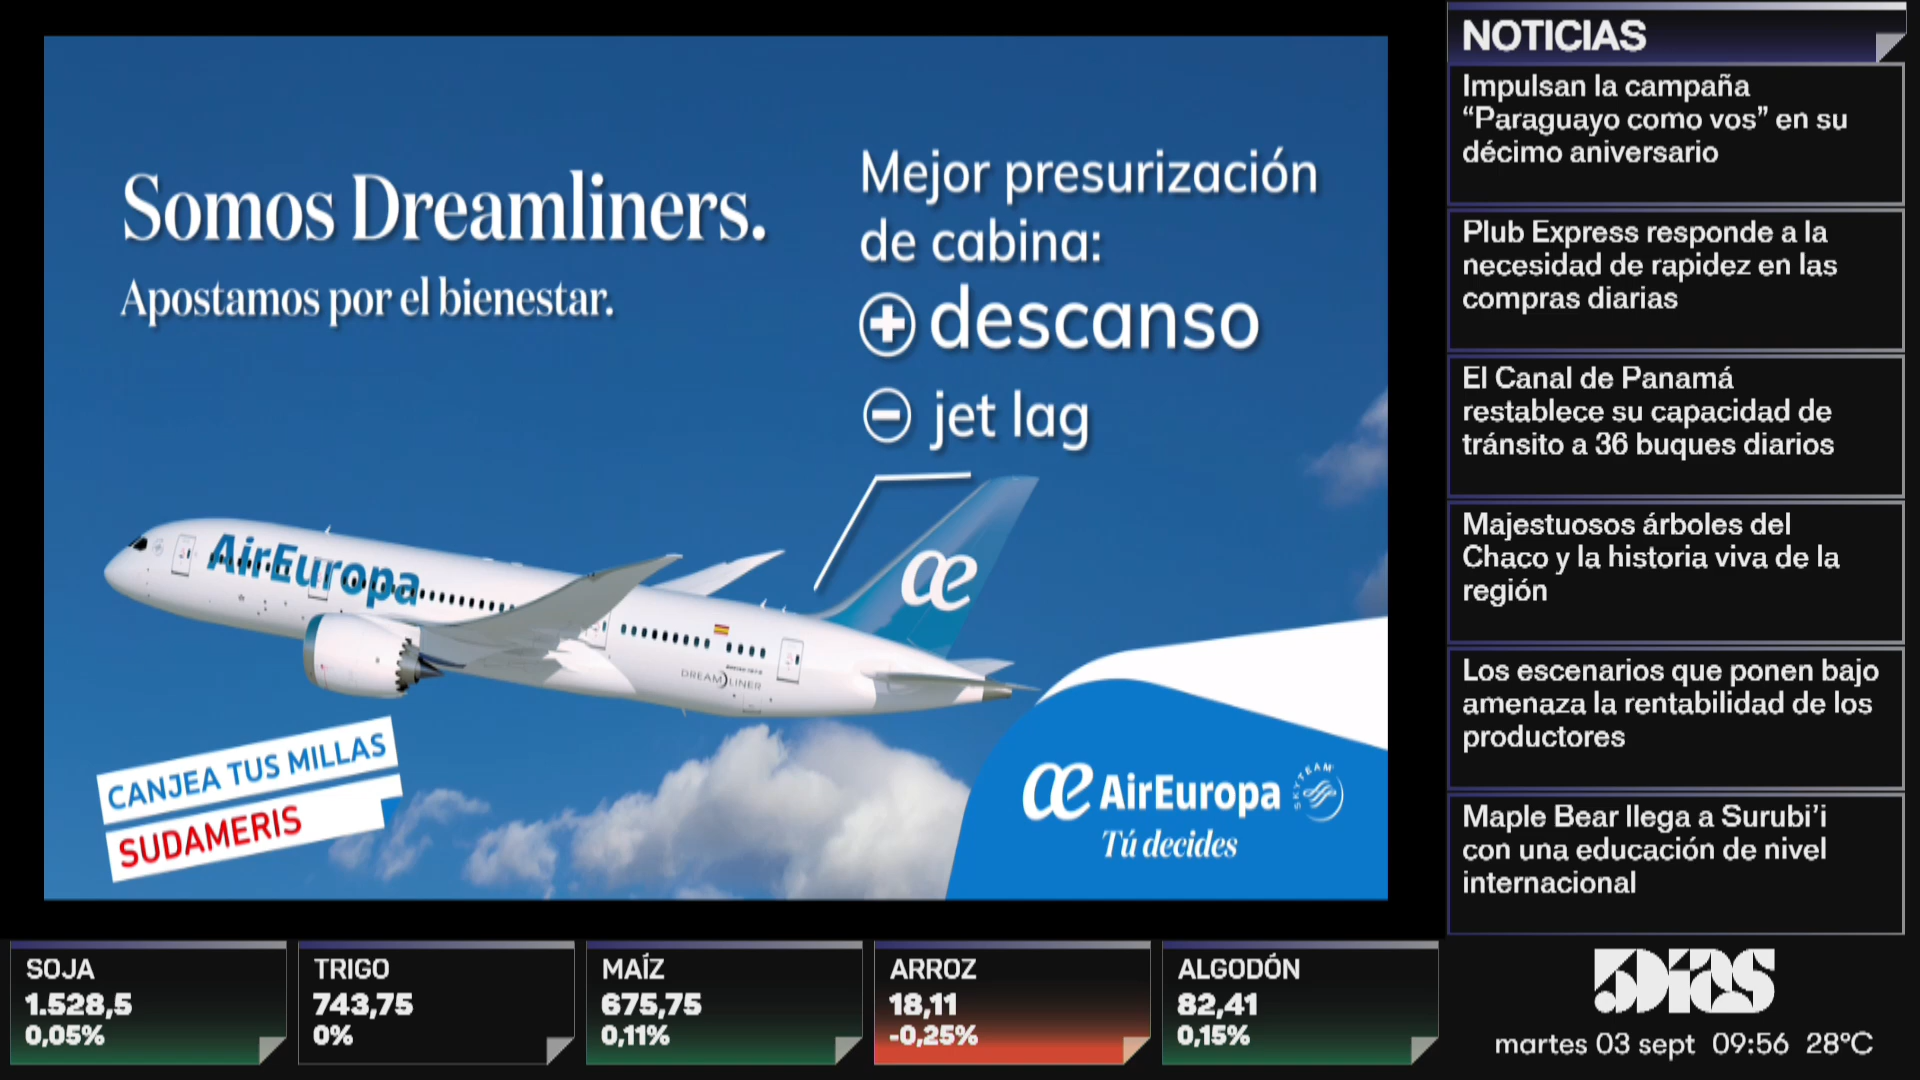 Somos Dreamliners.
Apostamos por el bienestar.
Mejor presurización
de cabina:
+ descanso
- jet lag
AirEuropa
æ
DREAMLINER
CANJEA TUS MILLAS
SUDAMERIS
æ AirEuropa
SKYTEAM
Tú decides
NOTICIAS
Impulsan la campaña
“Paraguayo como vos” en su
décimo aniversario
Plub Express responde a la
necesidad de rapidez en las
compras diarias
El Canal de Panamá
restablece su capacidad de
tránsito a 36 buques diarios
Majestuosos árboles del
Chaco y la historia viva de la
región
Los escenarios que ponen bajo
amenaza la rentabilidad de los
productores
Maple Bear llega a Surubi’i
con una educación de nivel
internacional
SOJA
1.528,5
0,05%
TRIGO
743,75
0%
MAÍZ
675,75
0,11%
ARROZ
18,11
-0,25%
ALGODÓN
82,41
0,15%
5DÍAS
martes 03 sept 09:56 28°C